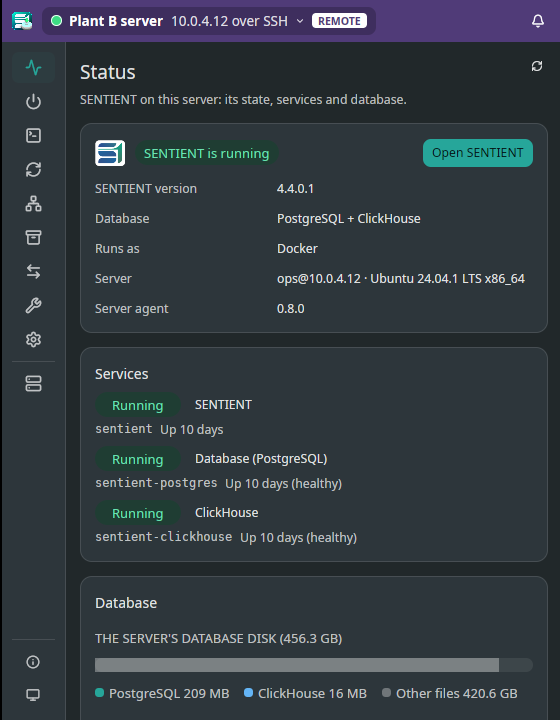 Plant B server 10.0.4.12 over SSH REMOTE
Status
SENTIENT on this server: its state, services and database.
SENTIENT is running
Open SENTIENT
SENTIENT version 4.4.0.1
Database PostgreSQL + ClickHouse
Runs as Docker
Server ops@10.0.4.12 · Ubuntu 24.04.1 LTS x86_64
Server agent 0.8.0
Services
Running SENTIENT
sentient Up 10 days
Running Database (PostgreSQL)
sentient-postgres Up 10 days (healthy)
Running ClickHouse
sentient-clickhouse Up 10 days (healthy)
Database
THE SERVER'S DATABASE DISK (456.3 GB)
PostgreSQL 209 MB ClickHouse 16 MB Other files 420.6 GB